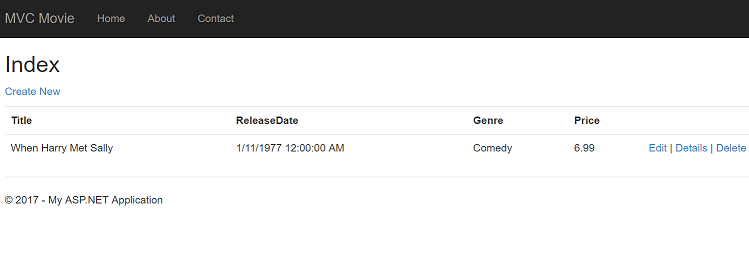 MVC Movie Home About Contact
Index
Create New
Title ReleaseDate Genre Price
When Harry Met Sally 1/11/1977 12:00:00 AM Comedy 6.99 Edit | Details | Delete
© 2017 - My ASP.NET Application